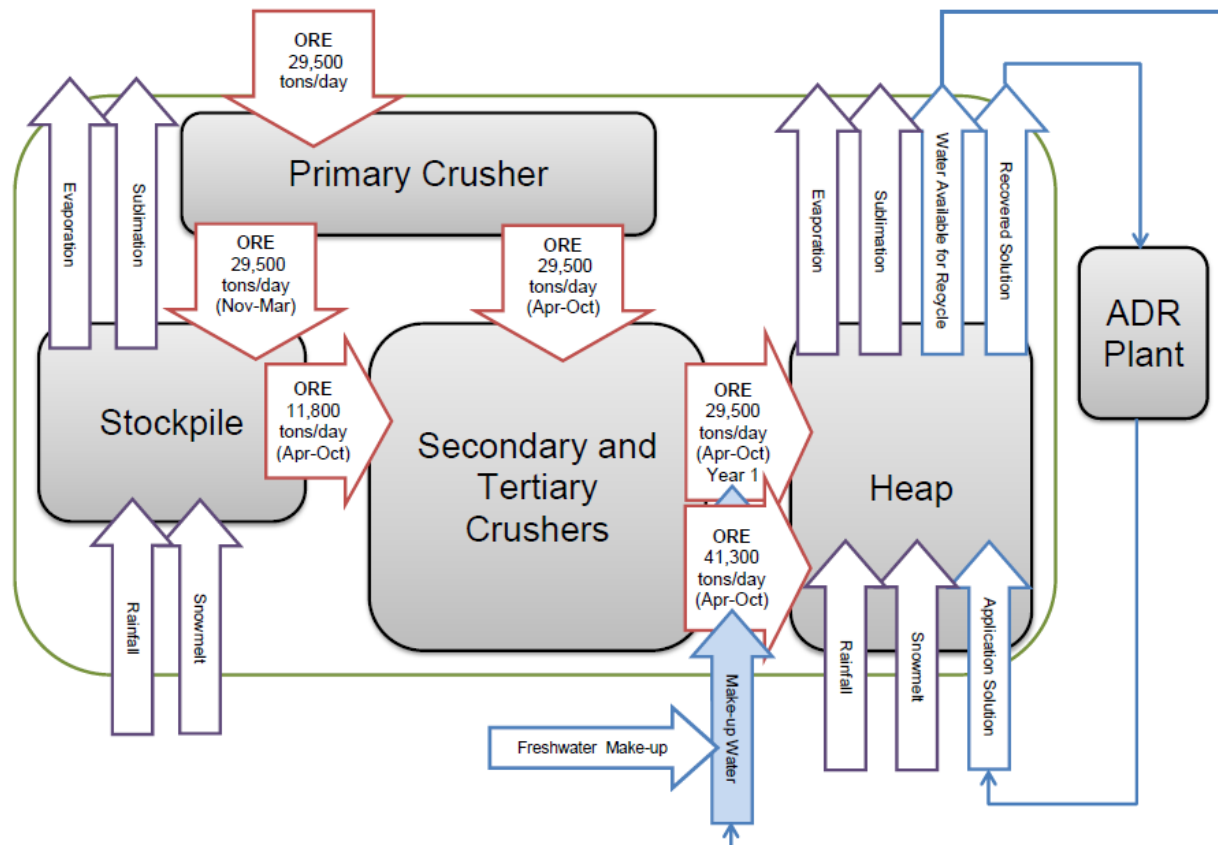 ORE
29,500
tons/day
Primary Crusher
Evaporation
Sublimation
ORE
29,500
tons/day
(Nov-Mar)
ORE
29,500
tons/day
(Apr-Oct)
Evaporation
Sublimation
Water Available for Recycle
Recovered Solution
ADR
Plant
Stockpile
ORE
11,800
tons/day
(Apr-Oct)
Secondary and
Tertiary
Crushers
ORE
29,500
tons/day
(Apr-Oct)
Year 1
Heap
ORE
41,300
tons/day
(Apr-Oct)
Rainfall
Snowmelt
Rainfall
Snowmelt
Application Solution
Freshwater Make-up
Make-up Water